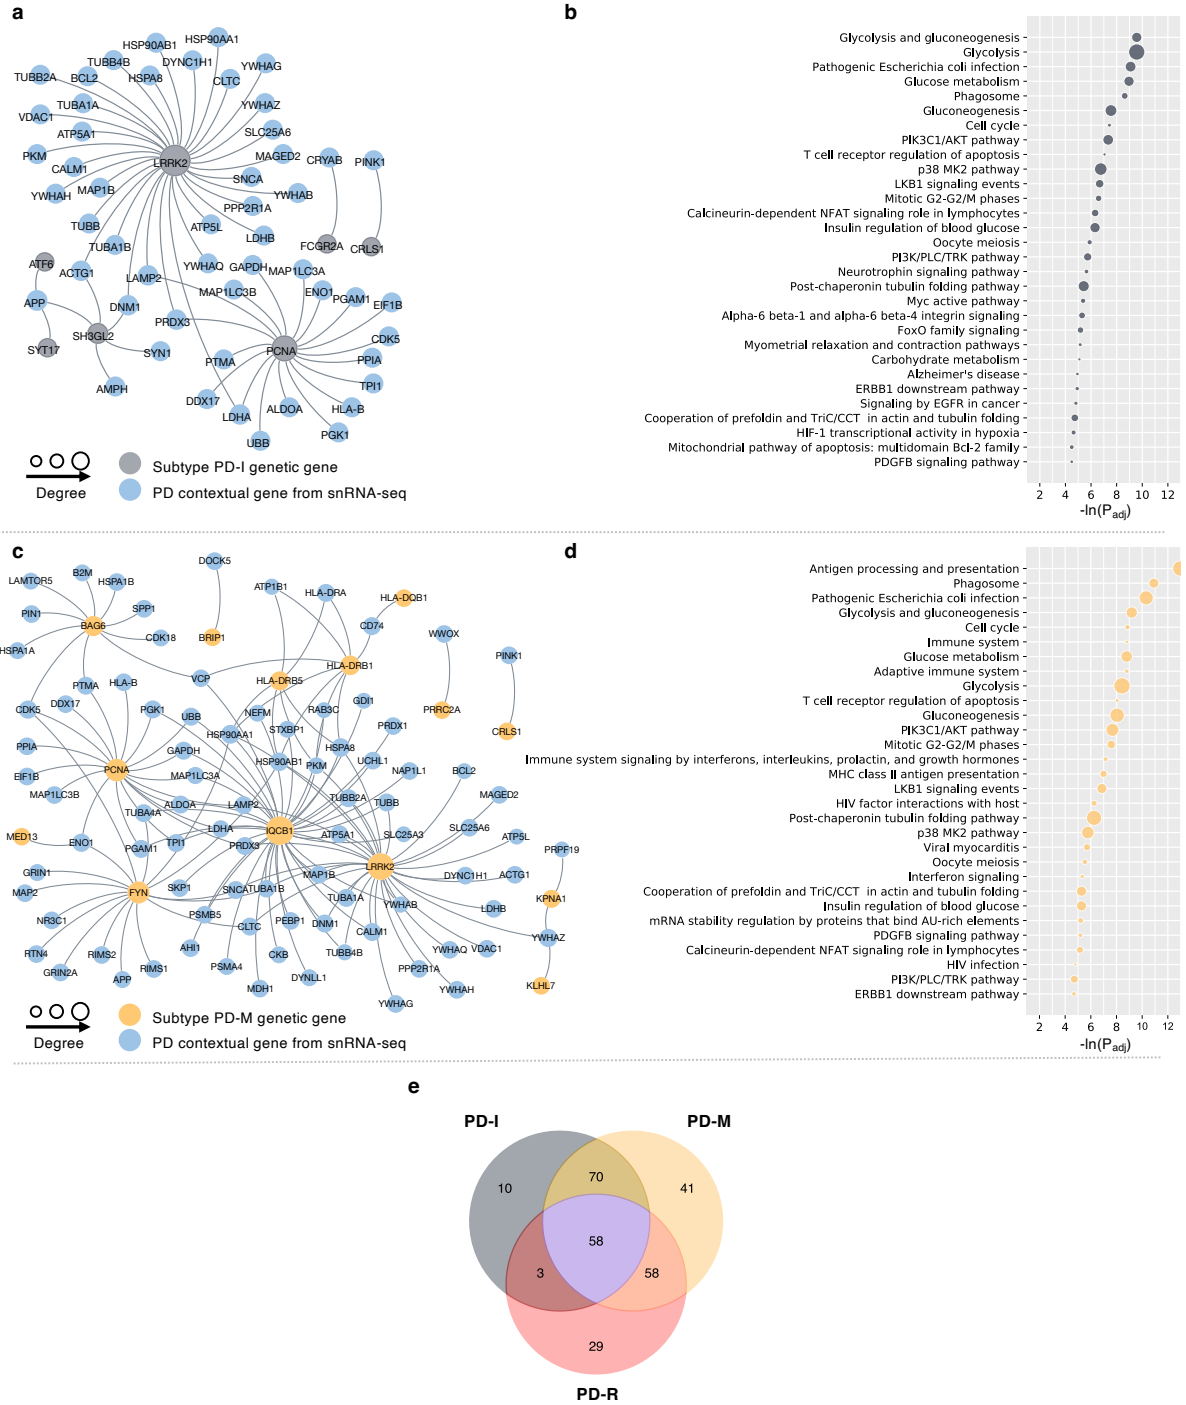 a
HSP90AB1
HSP90AA1
TUBB4B
DYNC1H1
YWHAG
TUBB2A
BCL2
HSPA8
CLTC
TUBA1A
YWHAZ
VDAC1
ATP5A1
SLC25A6
PKM
CALM1
LRRK2
MAGED2
CRYAB
PINK1
SNCA
YWHAH
MAP1B
YWHAB
PPP2R1A
TUBB
ATP5L
LDHB
TUBA1B
FCGR2A
CRLS1
ATF6
ACTG1
LAMP2
YWHAQ
GAPDH
MAP1LC3A
APP
DNM1
MAP1LC3B
ENO1
PGAM1
EIF1B
PRDX3
SH3GL2
CDK5
SYT17
SYN1
PCNA
PTMA
PPIA
AMPH
TPI1
DDX17
LDHA
ALDOA
HLA-B
UBB
PGK1
Degree
Subtype PD-I genetic gene
PD contextual gene from snRNA-seq
b
Glycolysis and gluconeogenesis
Glycolysis
Pathogenic Escherichia coli infection
Glucose metabolism
Phagosome
Gluconeogenesis
Cell cycle
PIK3C1/AKT pathway
T cell receptor regulation of apoptosis
p38 MK2 pathway
LKB1 signaling events
Mitotic G2-G2/M phases
Calcineurin-dependent NFAT signaling role in lymphocytes
Insulin regulation of blood glucose
Oocyte meiosis
PI3K/PLC/TRK pathway
Neurotrophin signaling pathway
Post-chaperonin tubulin folding pathway
Myc active pathway
Alpha-6 beta-1 and alpha-6 beta-4 integrin signaling
FoxO family signaling
Myometrial relaxation and contraction pathways
Carbohydrate metabolism
Alzheimer's disease
ERBB1 downstream pathway
Signaling by EGFR in cancer
Cooperation of prefoldin and TriC/CCT in actin and tubulin folding
HIF-1 transcriptional activity in hypoxia
Mitochondrial pathway of apoptosis: multidomain Bcl-2 family
PDGFB signaling pathway
2 4 6 8 10 12
-ln(Padj)
c
DOCK5
LAMTOR5
B2M
HSPA1B
ATP1B1
HLA-DRA
HLA-DQB1
PIN1
SPP1
BAG6
CDK18
BRIP1
CD74
WWOX
HSPA1A
HLA-DRB1
PINK1
VCP
HLA-DRB5
PTMA
HLA-B
DDX17
CDK5
PGK1
UBB
NEFM
RAB3C
GDI1
PRRC2A
STXBP1
PRDX1
CRLS1
HSP90AA1
PPIA
GAPDH
HSPA8
HSP90AB1
PKM
UCHL1
PCNA
EIF1B
MAP1LC3A
NAP1L1
BCL2
MAP1LC3B
ALDOA
LAMP2
TUBB2A
TUBB
MAGED2
TUBA4A
MED13
LDHA
IQCB1
ATP5A1
SLC25A3
SLC25A6
ATP5L
ENO1
PGAM1
TPI1
PRDX3
PRPF19
GRIN1
LRRK2
MAP1B
DYNC1H1
ACTG1
MAP2
FYN
SKP1
SNCA
TUBA1B
TUBA1A
YWHAB
KPNA1
NR3C1
PSMB5
CLTC
PEBP1
DNM1
CALM1
LDHB
YWHAZ
RTN4
RIMS2
AHI1
CKB
TUBB4B
YWHAQ
VDAC1
GRIN2A
APP
RIMS1
PSMA4
DYNLL1
PPP2R1A
MDH1
YWHAH
KLHL7
YWHAG
Degree
Subtype PD-M genetic gene
PD contextual gene from snRNA-seq
d
Antigen processing and presentation
Phagosome
Pathogenic Escherichia coli infection
Glycolysis and gluconeogenesis
Cell cycle
Immune system
Glucose metabolism
Adaptive immune system
Glycolysis
T cell receptor regulation of apoptosis
Gluconeogenesis
PIK3C1/AKT pathway
Mitotic G2-G2/M phases
Immune system signaling by interferons, interleukins, prolactin, and growth hormones
MHC class II antigen presentation
LKB1 signaling events
HIV factor interactions with host
Post-chaperonin tubulin folding pathway
p38 MK2 pathway
Viral myocarditis
Oocyte meiosis
Interferon signaling
Cooperation of prefoldin and TriC/CCT in actin and tubulin folding
Insulin regulation of blood glucose
mRNA stability regulation by proteins that bind AU-rich elements
PDGFB signaling pathway
Calcineurin-dependent NFAT signaling role in lymphocytes
HIV infection
PI3K/PLC/TRK pathway
ERBB1 downstream pathway
2 4 6 8 10 12
-ln(Padj)
e
PD-I
PD-M
10
70
41
58
3
58
29
PD-R